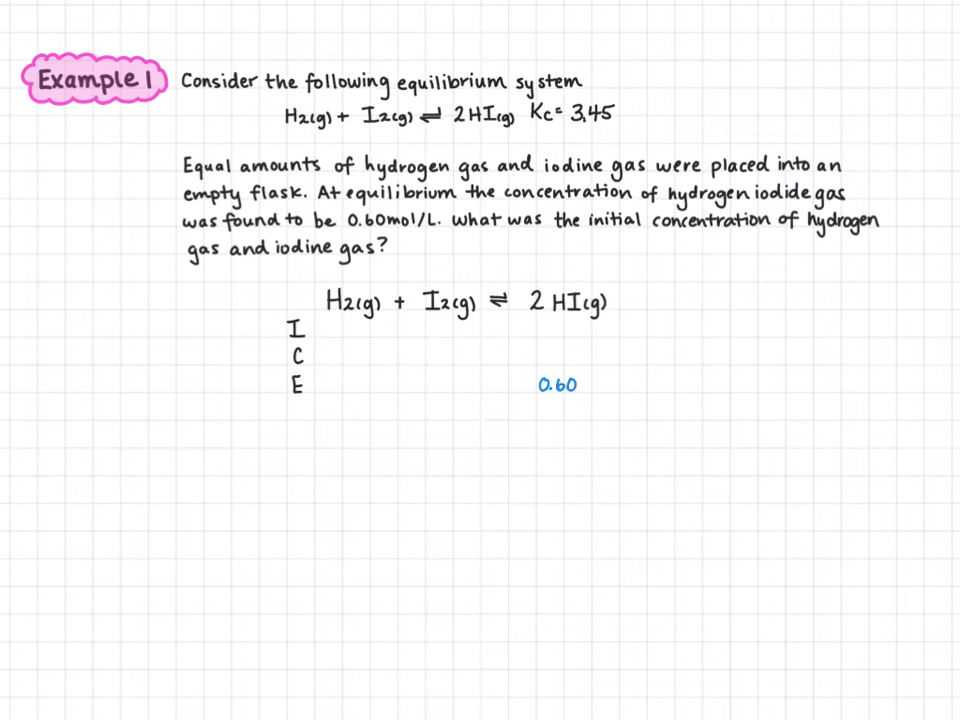 Example 1 Consider the following equilibrium system
H2(g) + I2(g) ⇌ 2HI(g) Kc = 3.45
Equal amounts of hydrogen gas and iodine gas were placed into an
empty flask. At equilibrium the concentration of hydrogen iodide gas
was found to be 0.60mol/L. What was the initial concentration of hydrogen
gas and iodine gas?
H2(g) + I2(g) ⇌ 2 HI(g)
I
C
E 0.60